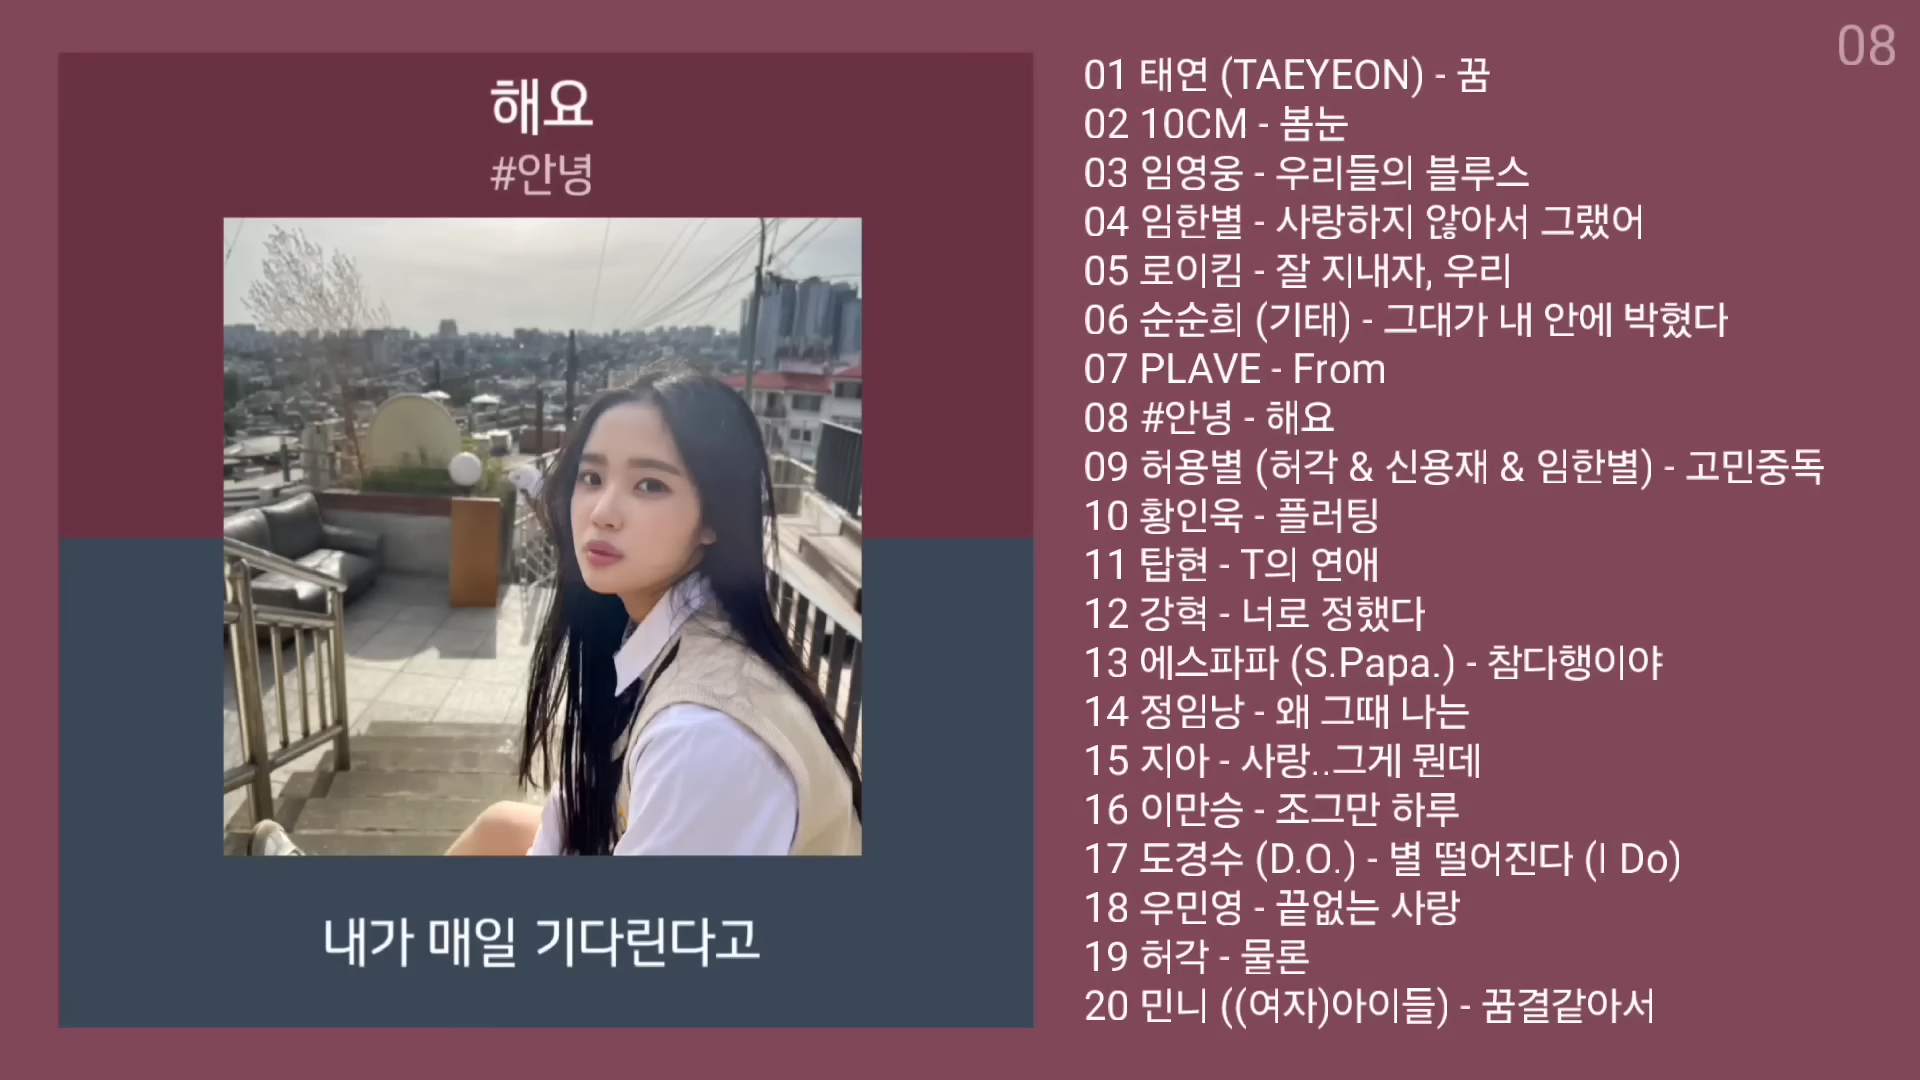 08
해요
#안녕
내가 매일 기다린다고
01 태연 (TAEYEON) - 꿈
02 10CM - 봄눈
03 임영웅 - 우리들의 블루스
04 임한별 - 사랑하지 않아서 그랬어
05 로이킴 - 잘 지내자, 우리
06 순순희 (기태) - 그대가 내 안에 박혔다
07 PLAVE - From
08 #안녕 - 해요
09 허용별 (허각 & 신용재 & 임한별) - 고민중독
10 황인욱 - 플러팅
11 탑현 - T의 연애
12 강혁 - 너로 정했다
13 에스파파 (S.Papa.) - 참다행이야
14 정임낭 - 왜 그때 나는
15 지아 - 사랑..그게 뭔데
16 이만승 - 조그만 하루
17 도경수 (D.O.) - 별 떨어진다 (I Do)
18 우민영 - 끝없는 사랑
19 허각 - 물론
20 민니 ((여자)아이들) - 꿈결같아서